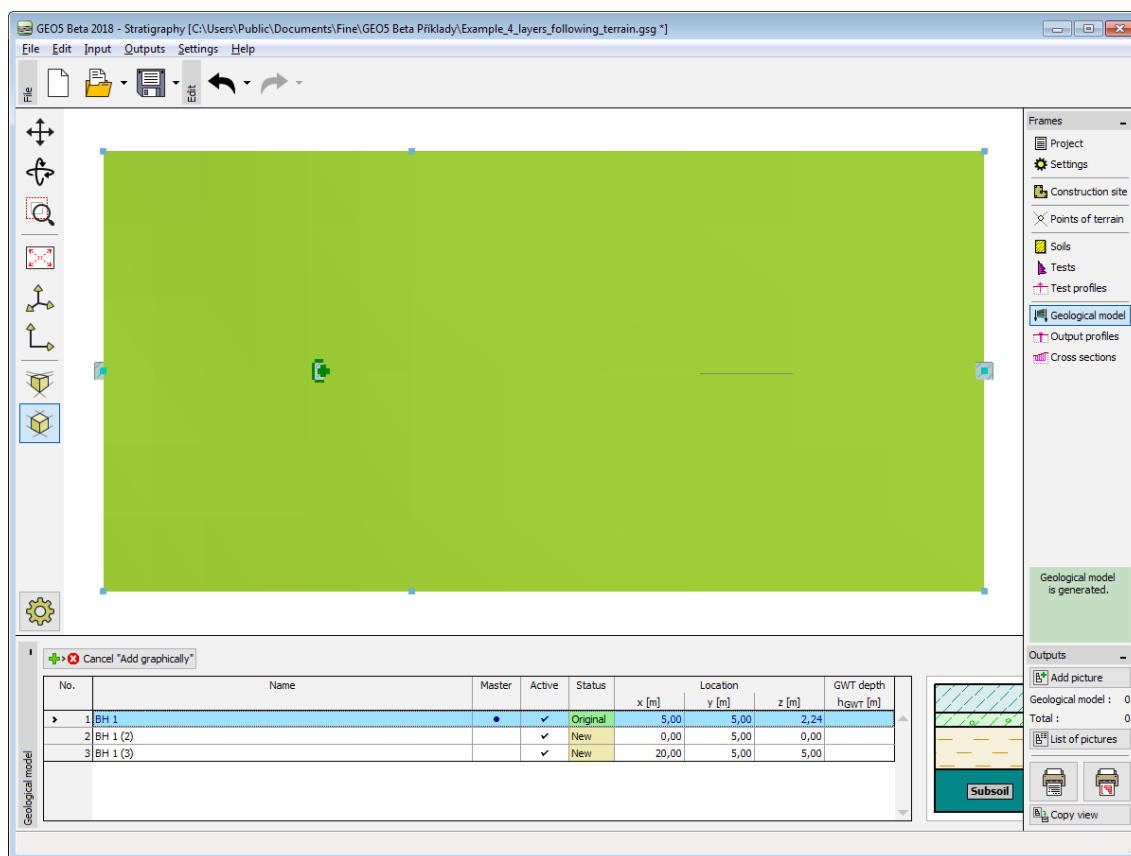 GEO5 Beta 2018 - Stratigraphy [C:\Users\Public\Documents\Fine\GEO5 Beta Příklady\Example_4_layers_following_terrain.gsg *]
File Edit Input Outputs Settings Help
File
Edit
Frames
Project
Settings
Construction site
Points of terrain
Soils
Tests
Test profiles
Geological model
Output profiles
Cross sections
Geological model
is generated.
Cancel "Add graphically"
No. Name Master Active Status Location GWT depth
x [m] y [m] z [m] hGWT [m]
1 BH 1 Original 5,00 5,00 2,24
2 BH 1 (2) New 0,00 5,00 0,00
3 BH 1 (3) New 20,00 5,00 5,00
Geological model
Subsoil
Outputs
Add picture
Geological model : 0
Total : 0
List of pictures
Copy view